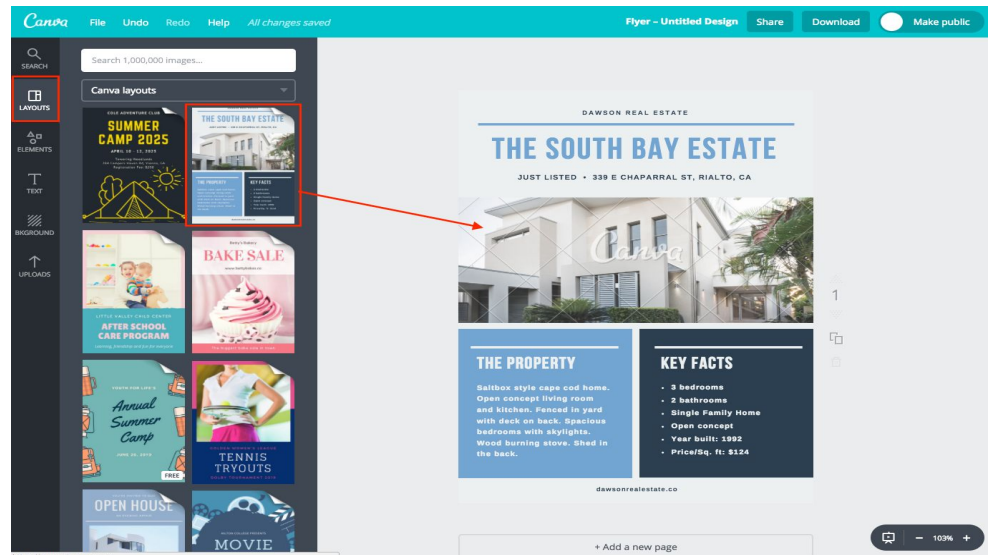 Canva File Undo Redo Help All changes saved Flyer – Untitled Design Share Download Make public
SEARCH
LAYOUTS
ELEMENTS
TEXT
BKGROUND
UPLOADS
Search 1,000,000 images...
Canva layouts
SUMMER
CAMP 2025
THE SOUTH BAY ESTATE
THE PROPERTY
KEY FACTS
LITTLE VALLEY CHILD CENTER
AFTER SCHOOL
CARE PROGRAM
BAKE SALE
Annual
Summer
Camp
FREE
TENNIS
TRYOUTS
OPEN HOUSE
MOVIE
DAWSON REAL ESTATE
THE SOUTH BAY ESTATE
JUST LISTED • 339 E CHAPARRAL ST, RIALTO, CA
Canva
THE PROPERTY
Saltbox style cape cod home.
Open concept living room
and kitchen. Fenced in yard
with deck on back. Spacious
bedrooms with skylights.
Wood burning stove. Shed in
the back.
KEY FACTS
• 3 bedrooms
• 2 bathrooms
• Single Family Home
• Open concept
• Year built: 1992
• Price/Sq. ft: $124
dawsonrealestate.co
1
+ Add a new page
− 103% +